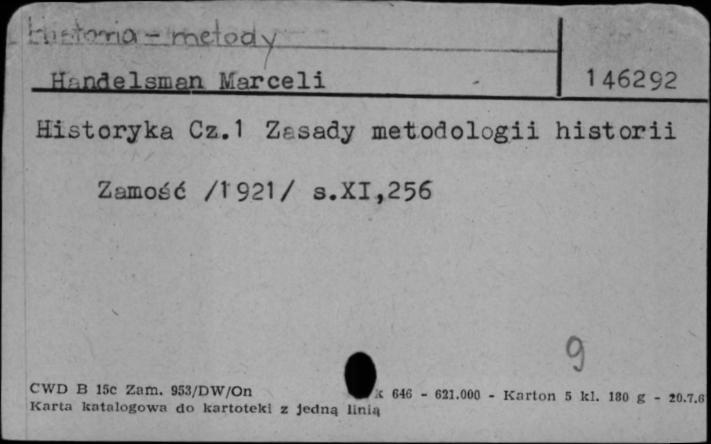 Historia - metody
Handelsman Marceli
146292
Historyka Cz.1 Zasady metodologii historii
Zamość /1921/ s.XI,256
9
CWD B 15c Zam. 953/DW/On
k 646 - 621.000 - Karton 5 kl. 180 g - 20.7.6
Karta katalogowa do kartoteki z jedną linią